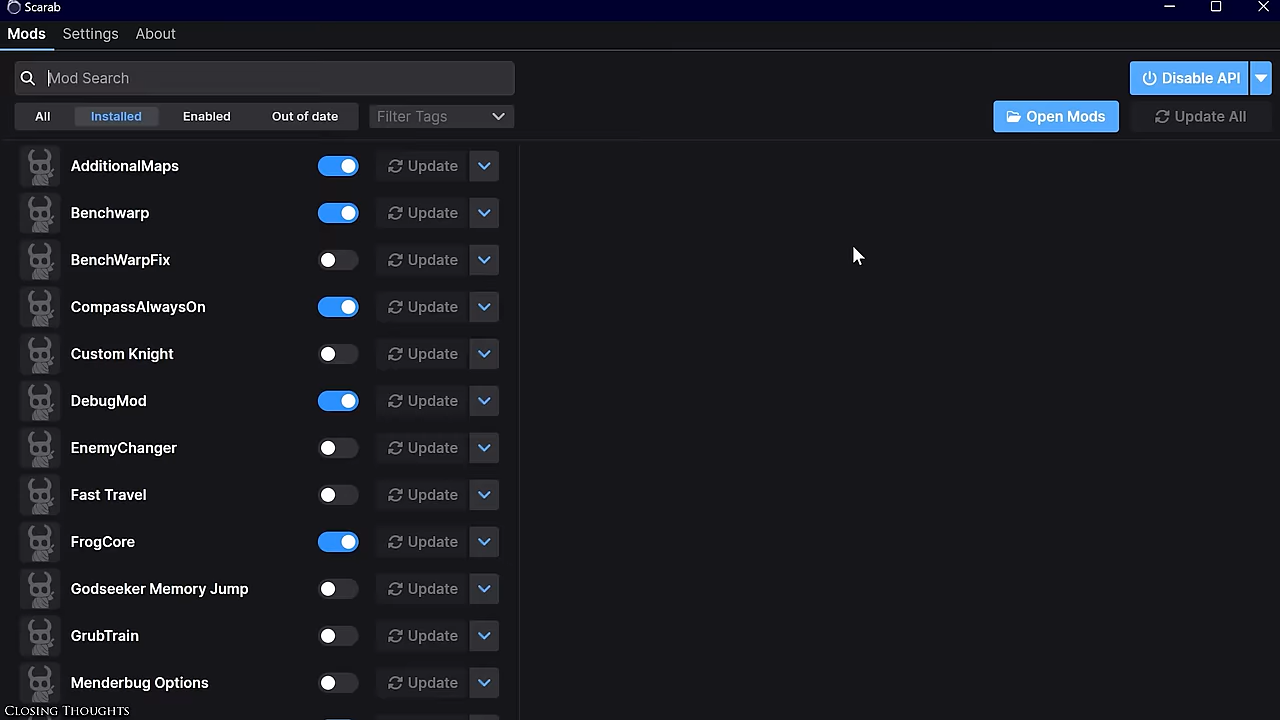 Scarab
Mods Settings About
Mod Search
Disable API
All Installed Enabled Out of date Filter Tags
Open Mods Update All
AdditionalMaps Update
Benchwarp Update
BenchWarpFix Update
CompassAlwaysOn Update
Custom Knight Update
DebugMod Update
EnemyChanger Update
Fast Travel Update
FrogCore Update
Godseeker Memory Jump Update
GrubTrain Update
Menderbug Options Update
Closing Thoughts